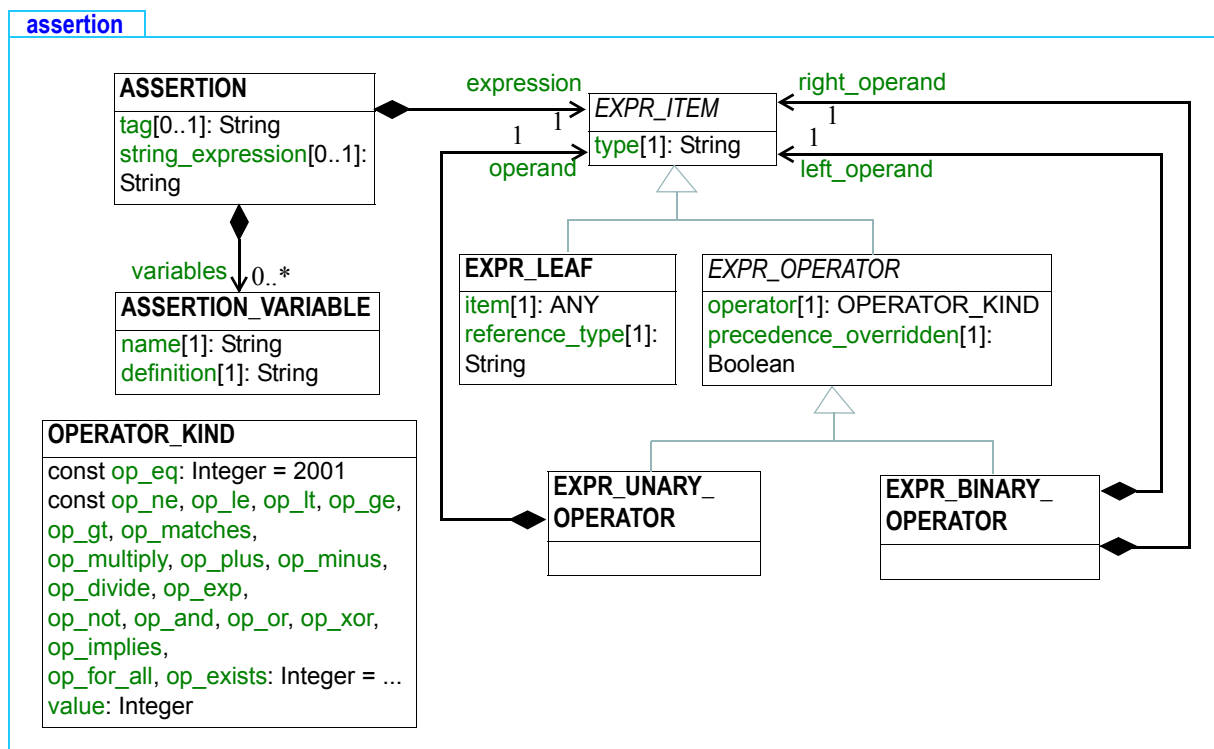 assertion
ASSERTION
tag[0..1]: String
string_expression[0..1]:
String
expression
1
EXPR_ITEM
type[1]: String
right_operand
1
1
left_operand
1
operand
variables
0..*
ASSERTION_VARIABLE
name[1]: String
definition[1]: String
EXPR_LEAF
item[1]: ANY
reference_type[1]:
String
EXPR_OPERATOR
operator[1]: OPERATOR_KIND
precedence_overridden[1]:
Boolean
OPERATOR_KIND
const op_eq: Integer = 2001
const op_ne, op_le, op_lt, op_ge,
op_gt, op_matches,
op_multiply, op_plus, op_minus,
op_divide, op_exp,
op_not, op_and, op_or, op_xor,
op_implies,
op_for_all, op_exists: Integer = ...
value: Integer
EXPR_UNARY_
OPERATOR
EXPR_BINARY_
OPERATOR